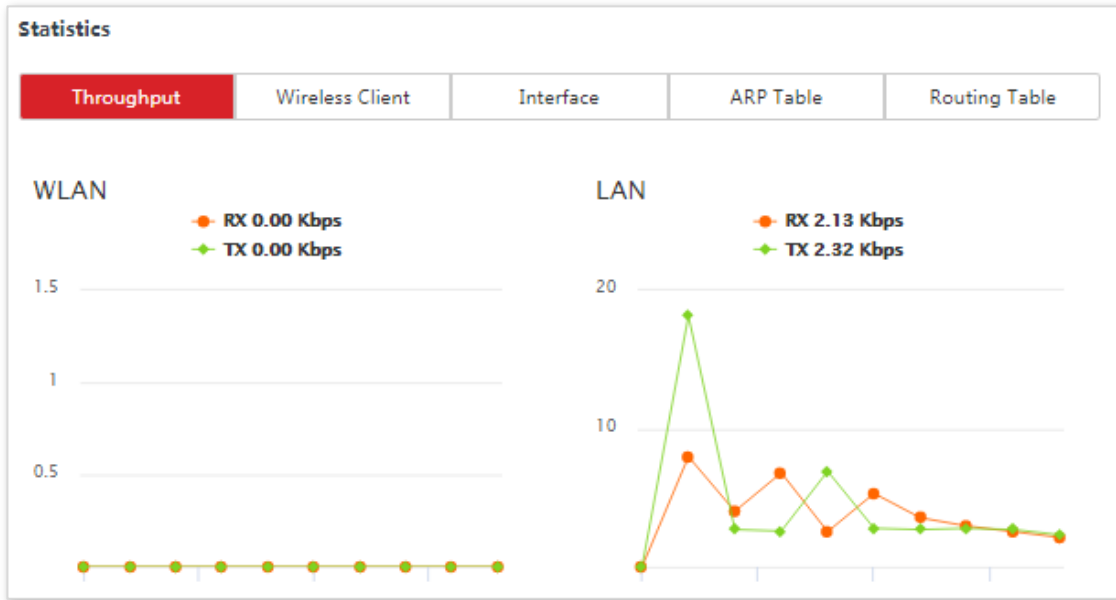 Statistics
Throughput
Wireless Client
Interface
ARP Table
Routing Table
WLAN
RX 0.00 Kbps
TX 0.00 Kbps
1.5
1
0.5
LAN
RX 2.13 Kbps
TX 2.32 Kbps
20
10